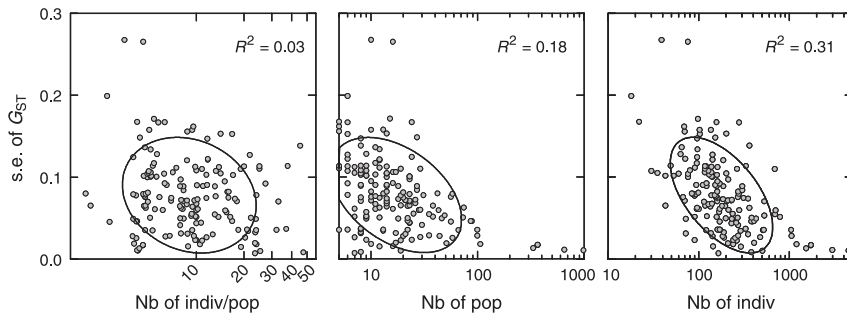 R² = 0.03
R² = 0.18
R² = 0.31
s.e. of G_ST
0.3
0.2
0.1
0.0
10 20 30 40 50
10 100 1000
10 100 1000
Nb of indiv/pop
Nb of pop
Nb of indiv